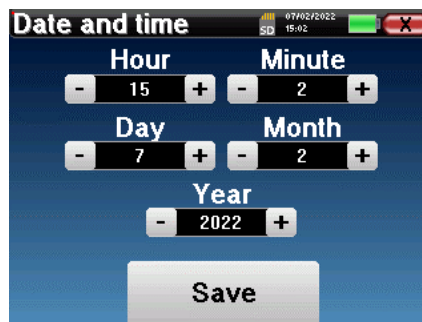 Date and time
SD
07/02/2022
15:02
X
Hour Minute
- 15 + - 2 +
Day Month
- 7 + - 2 +
Year
- 2022 +
Save